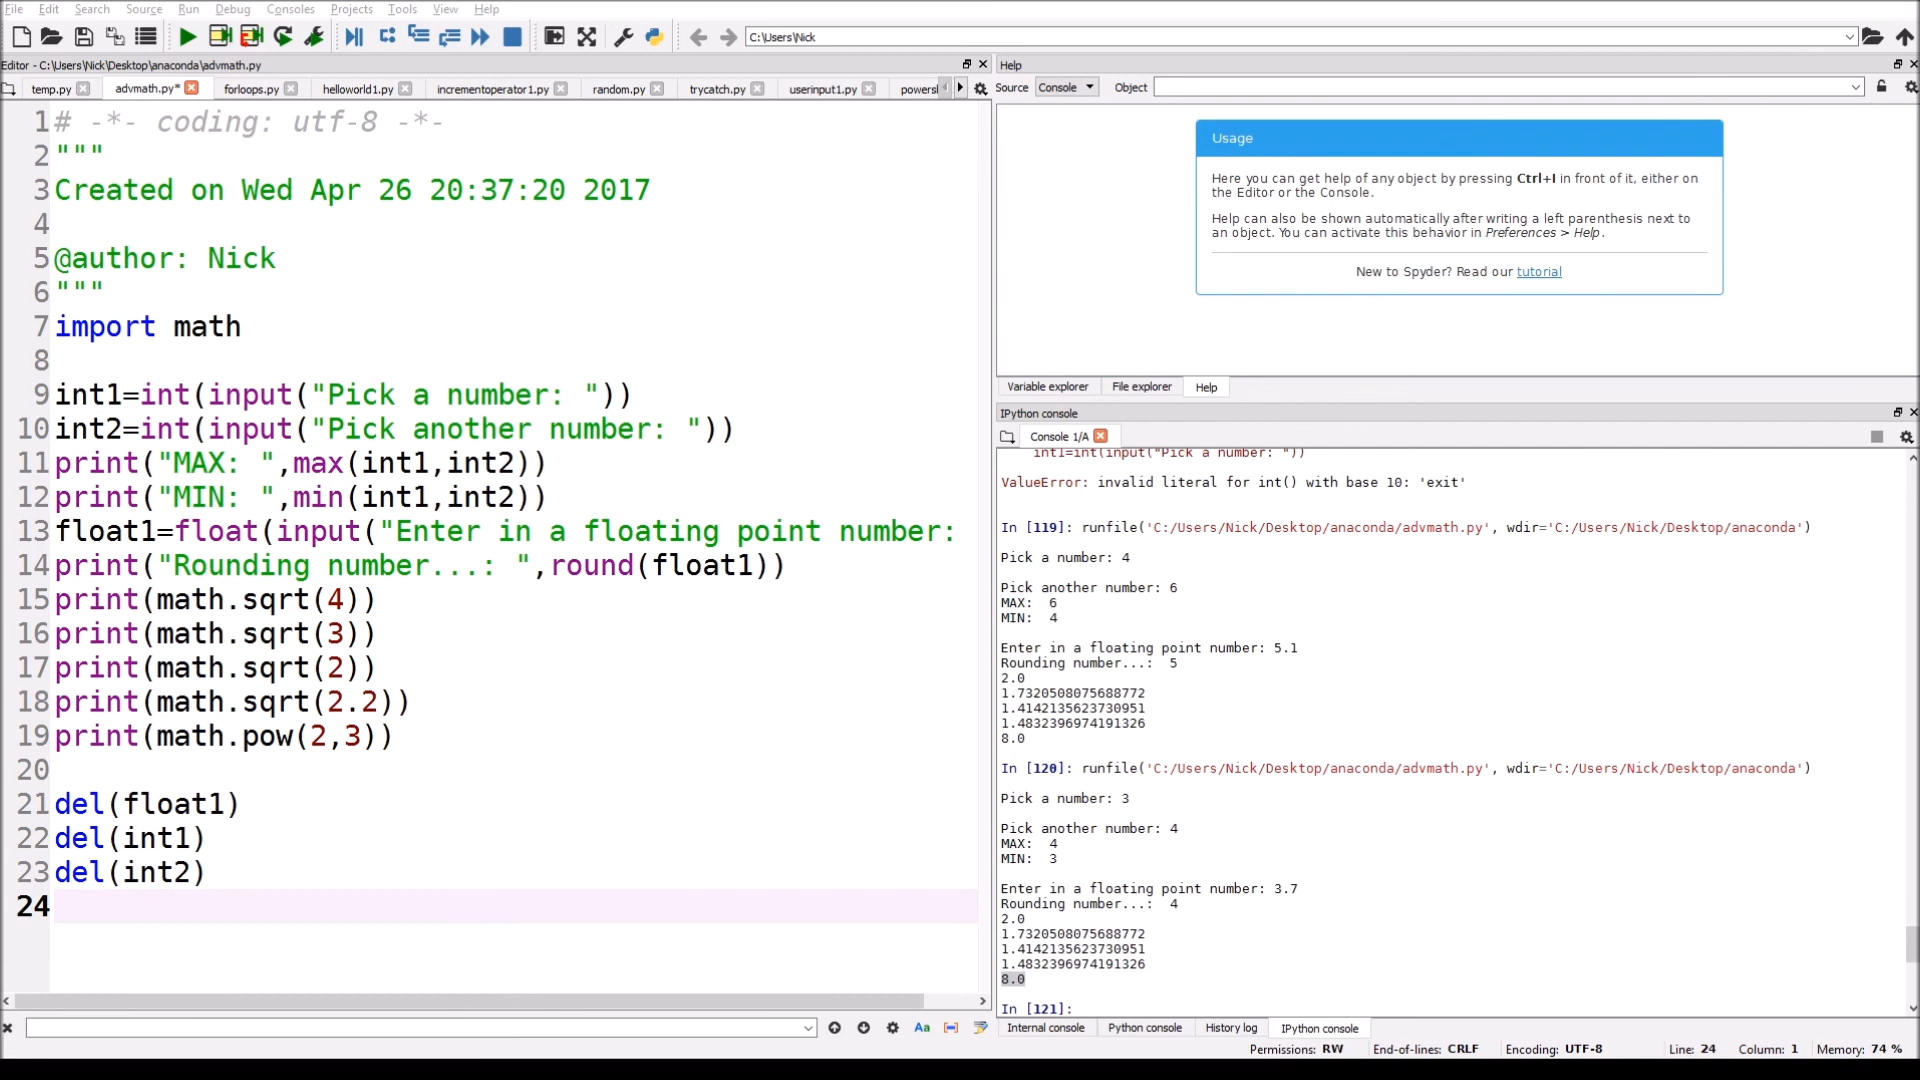 File Edit Search Source Run Debug Consoles Projects Tools View Help
C:\Users\Nick
Editor - C:\Users\Nick\Desktop\anaconda\advmath.py
temp.py advmath.py* forloops.py helloworld1.py incrementoperator1.py random.py trycatch.py userinput1.py powersl
1 # -*- coding: utf-8 -*-
2 """
3 Created on Wed Apr 26 20:37:20 2017
4
5 @author: Nick
6 """
7 import math
8
9 int1=int(input("Pick a number: "))
10 int2=int(input("Pick another number: "))
11 print("MAX: ",max(int1,int2))
12 print("MIN: ",min(int1,int2))
13 float1=float(input("Enter in a floating point number:
14 print("Rounding number...: ",round(float1))
15 print(math.sqrt(4))
16 print(math.sqrt(3))
17 print(math.sqrt(2))
18 print(math.sqrt(2.2))
19 print(math.pow(2,3))
20
21 del(float1)
22 del(int1)
23 del(int2)
24
Aa
Help
Source Console Object
Usage
Here you can get help of any object by pressing Ctrl+I in front of it, either on
the Editor or the Console.
Help can also be shown automatically after writing a left parenthesis next to
an object. You can activate this behavior in Preferences > Help.
New to Spyder? Read our tutorial
Variable explorer File explorer Help
IPython console
Console 1/A
int1=int(input("Pick a number: "))
ValueError: invalid literal for int() with base 10: 'exit'
In [119]: runfile('C:/Users/Nick/Desktop/anaconda/advmath.py', wdir='C:/Users/Nick/Desktop/anaconda')
Pick a number: 4
Pick another number: 6
MAX:  6
MIN:  4
Enter in a floating point number: 5.1
Rounding number...:  5
2.0
1.7320508075688772
1.4142135623730951
1.4832396974191326
8.0
In [120]: runfile('C:/Users/Nick/Desktop/anaconda/advmath.py', wdir='C:/Users/Nick/Desktop/anaconda')
Pick a number: 3
Pick another number: 4
MAX:  4
MIN:  3
Enter in a floating point number: 3.7
Rounding number...:  4
2.0
1.7320508075688772
1.4142135623730951
1.4832396974191326
8.0
In [121]:
Internal console Python console History log IPython console
Permissions: RW End-of-lines: CRLF Encoding: UTF-8 Line: 24 Column: 1 Memory: 74 %